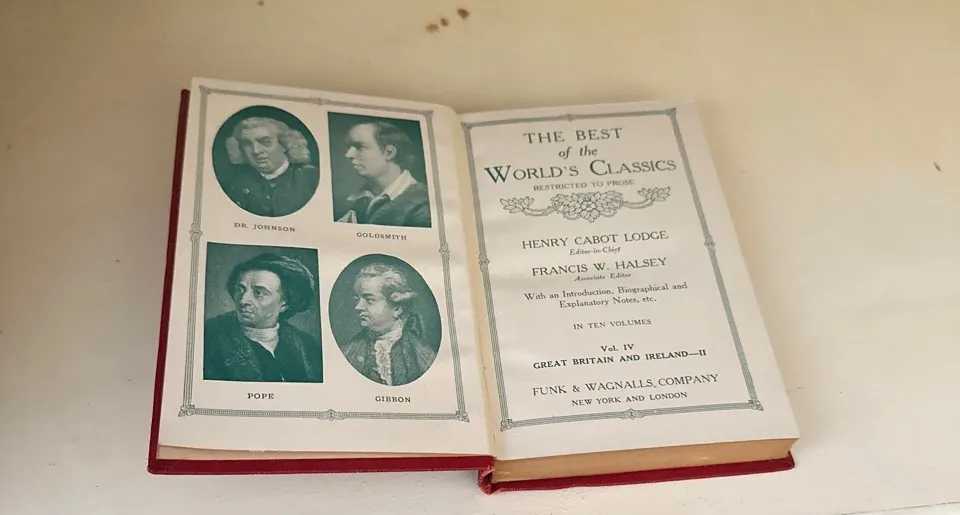 DR. JOHNSON
GOLDSMITH
POPE
GIBBON
THE BEST
of the
WORLD'S CLASSICS
RESTRICTED TO PROSE
HENRY CABOT LODGE
Editor-in-Chief
FRANCIS W. HALSEY
Associate Editor
With an Introduction, Biographical and
Explanatory Notes, etc.
IN TEN VOLUMES
Vol. IV
GREAT BRITAIN AND IRELAND—II
FUNK & WAGNALLS COMPANY
NEW YORK AND LONDON